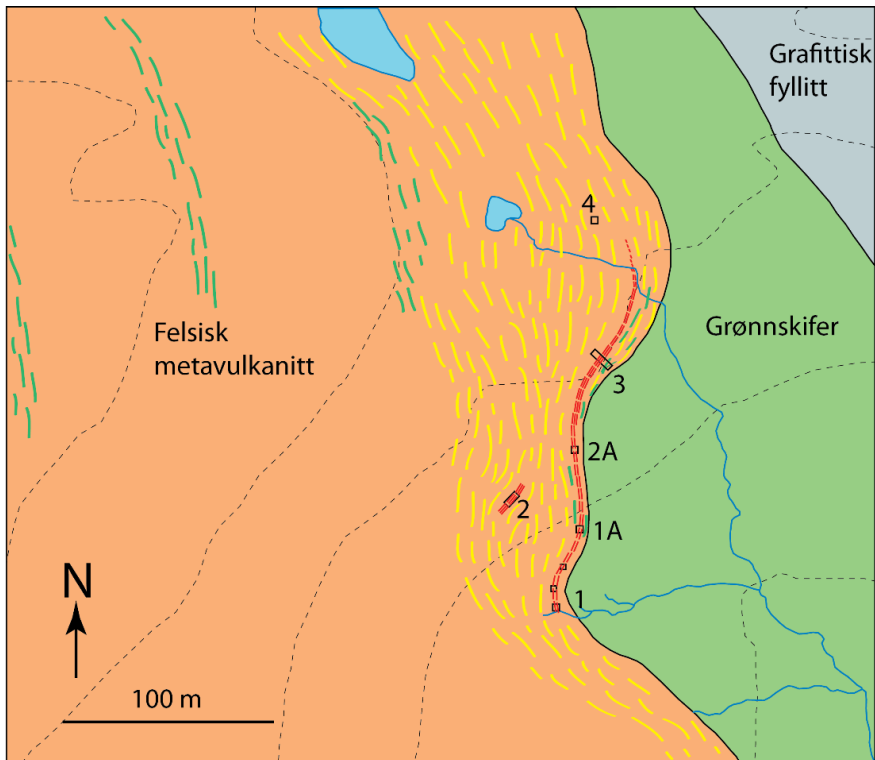 Grafittisk
fyllitt
4
Grønnskifer
Felsisk
metavulkanitt
3
2A
2
1A
N
1
100 m